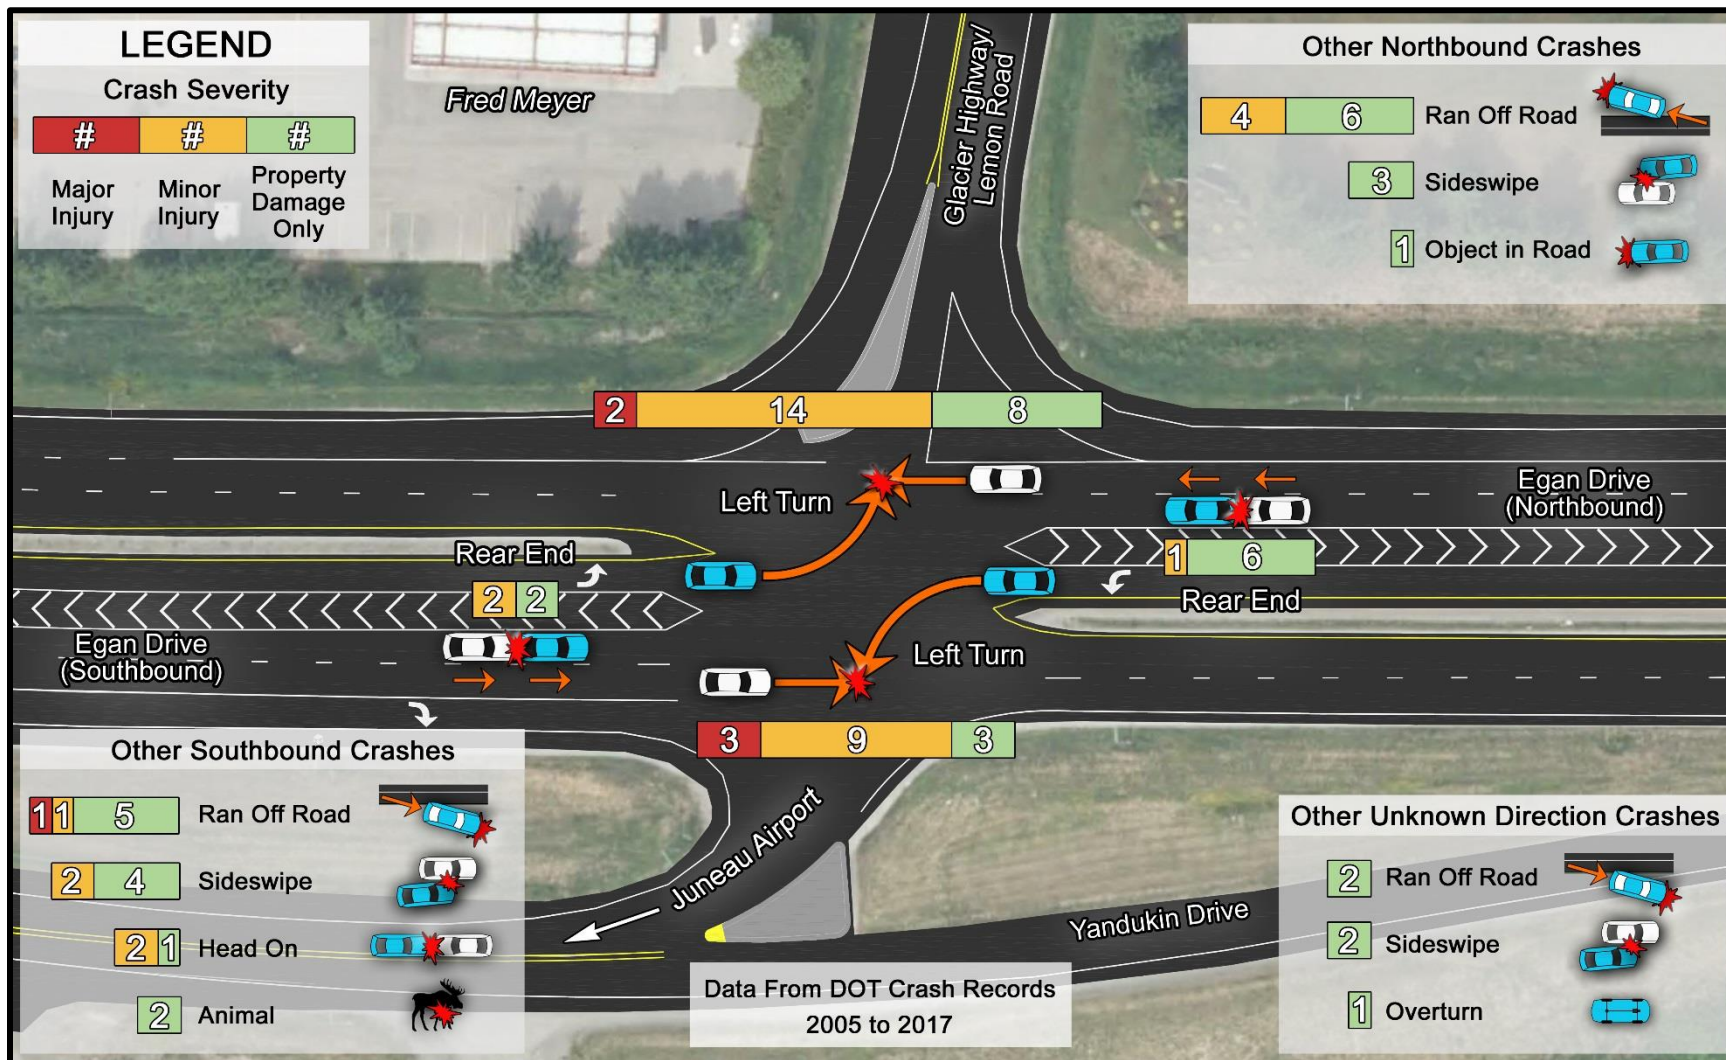 LEGEND
Crash Severity
# # #
Major
Injury
Minor
Injury
Property
Damage
Only
Fred Meyer
Glacier Highway/
Lemon Road
Other Northbound Crashes
4 6 Ran Off Road
3 Sideswipe
1 Object in Road
2 14 8
Left Turn
Egan Drive
(Northbound)
Rear End
1 6
2 2
Rear End
Egan Drive
(Southbound)
Left Turn
3 9 3
Other Southbound Crashes
1 1 5 Ran Off Road
2 4 Sideswipe
2 1 Head On
2 Animal
Juneau Airport
Yandukin Drive
Data From DOT Crash Records
2005 to 2017
Other Unknown Direction Crashes
2 Ran Off Road
2 Sideswipe
1 Overturn